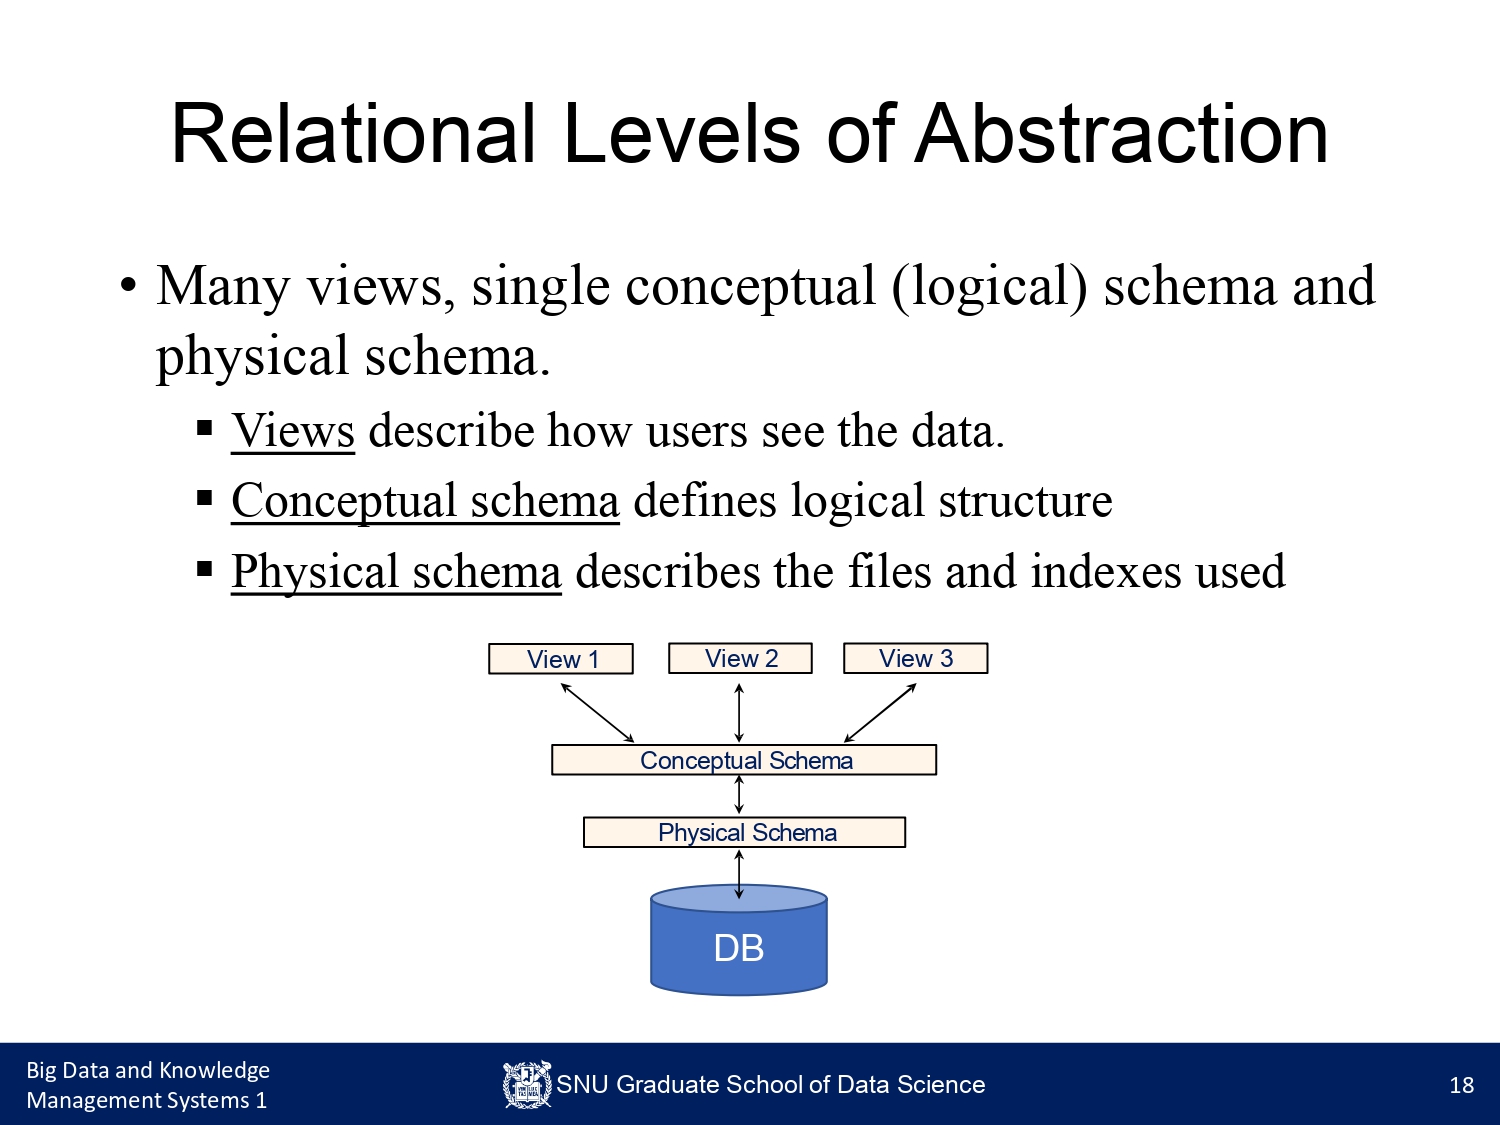 Relational Levels of Abstraction
• Many views, single conceptual (logical) schema and
physical schema.
▪ Views describe how users see the data.
▪ Conceptual schema defines logical structure
▪ Physical schema describes the files and indexes used
View 1
View 2
View 3
Conceptual Schema
Physical Schema
DB
Big Data and Knowledge
Management Systems 1
SNU Graduate School of Data Science
18